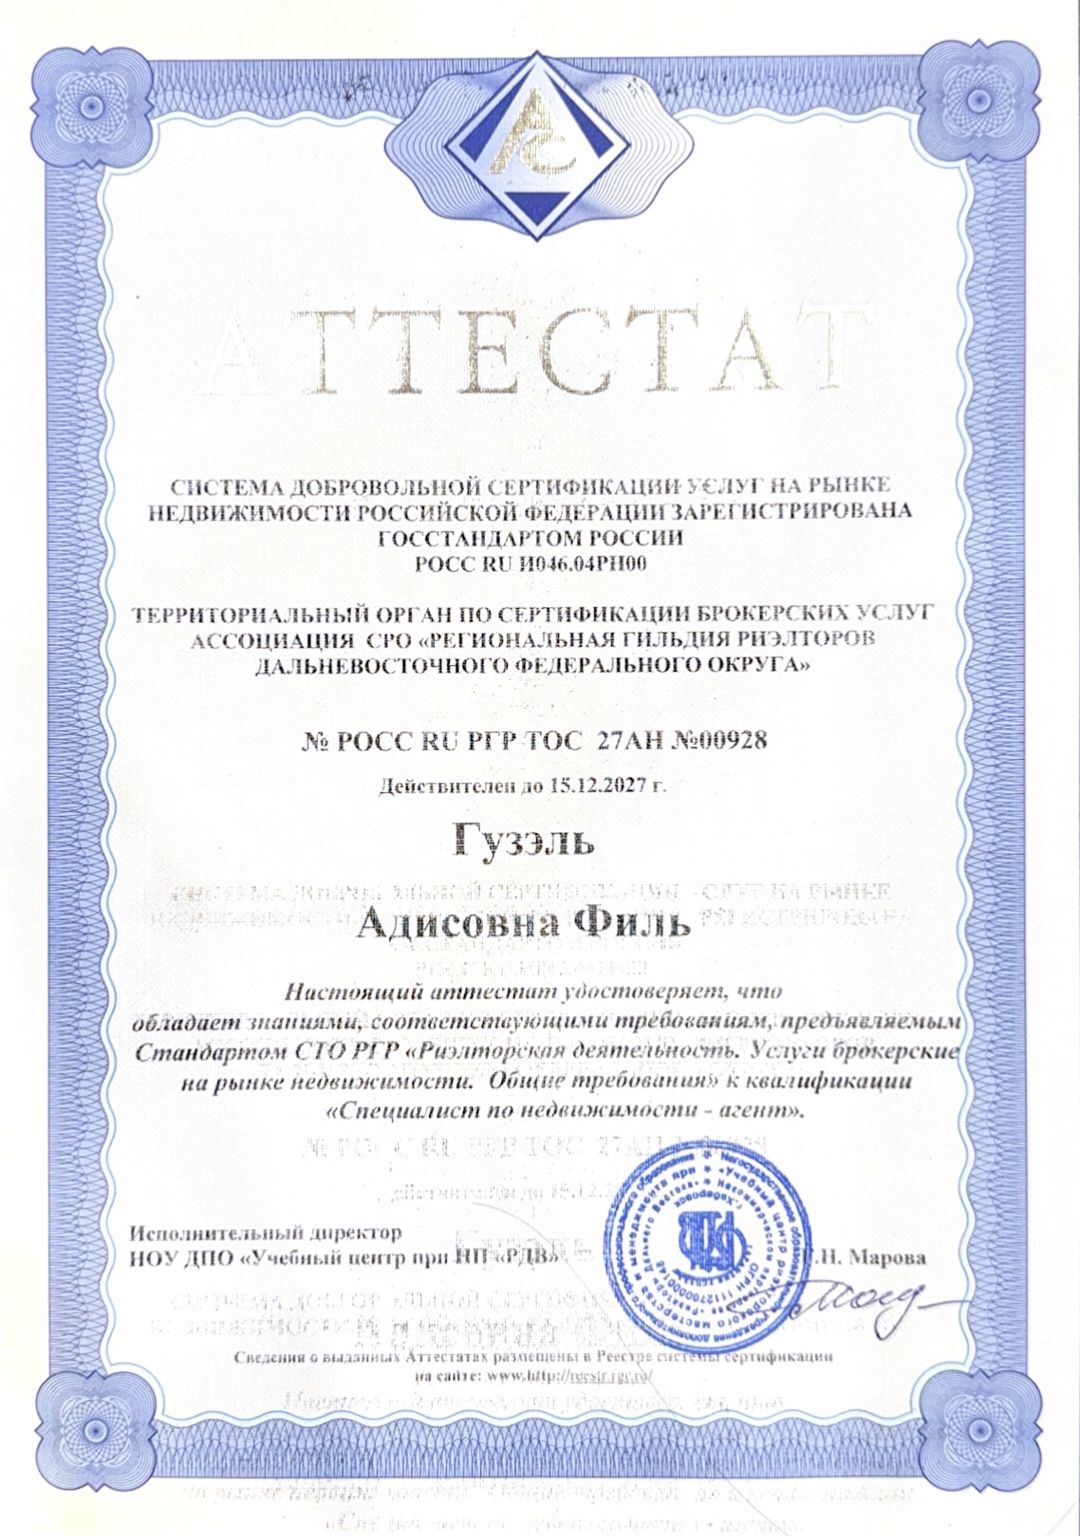 АС
АТТЕСТАТ
СИСТЕМА ДОБРОВОЛЬНОЙ СЕРТИФИКАЦИИ УСЛУГ НА РЫНКЕ
НЕДВИЖИМОСТИ РОССИЙСКОЙ ФЕДЕРАЦИИ ЗАРЕГИСТРИРОВАНА
ГОССТАНДАРТОМ РОССИИ
РОСС RU И046.04РН00
ТЕРРИТОРИАЛЬНЫЙ ОРГАН ПО СЕРТИФИКАЦИИ БРОКЕРСКИХ УСЛУГ
АССОЦИАЦИЯ СРО «РЕГИОНАЛЬНАЯ ГИЛЬДИЯ РИЭЛТОРОВ
ДАЛЬНЕВОСТОЧНОГО ФЕДЕРАЛЬНОГО ОКРУГА»
№ РОСС RU РГР ТОС 27АН №00928
Действителен до 15.12.2027 г.
Гузэль
Адисовна Филь
Настоящий аттестат удостоверяет, что
обладает знаниями, соответствующими требованиям, предъявляемым
Стандартом СТО РГР «Риэлторская деятельность. Услуги брокерские
на рынке недвижимости. Общие требования» к квалификации
«Специалист по недвижимости - агент».
Исполнительный директор
НОУ ДПО «Учебный центр при НП «РДВ» Н. Марова
Сведения о выданных Аттестатах размещены в Реестре системы сертификации
на сайте: www.http://reestr.rgr.ru/